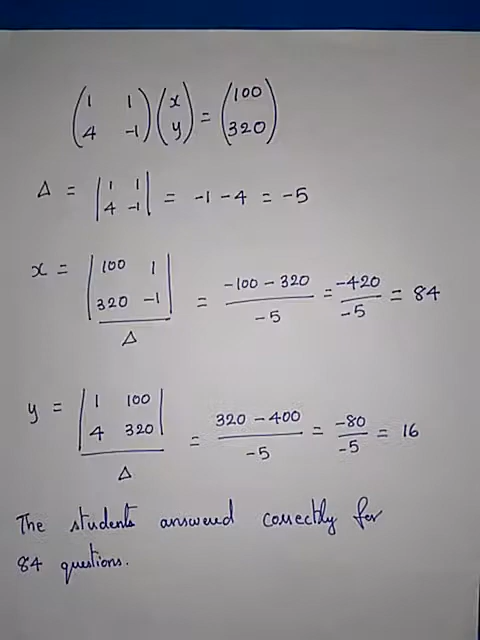 (1 1
4 -1)(x
y) = (100
320)
Δ = |1 1
4 -1| = -1 -4 = -5
x = |100 1
320 -1| / Δ = -100 - 320 / -5 = -420 / -5 = 84
y = |1 100
4 320| / Δ = 320 - 400 / -5 = -80 / -5 = 16
The students answered correctly for
84 questions.